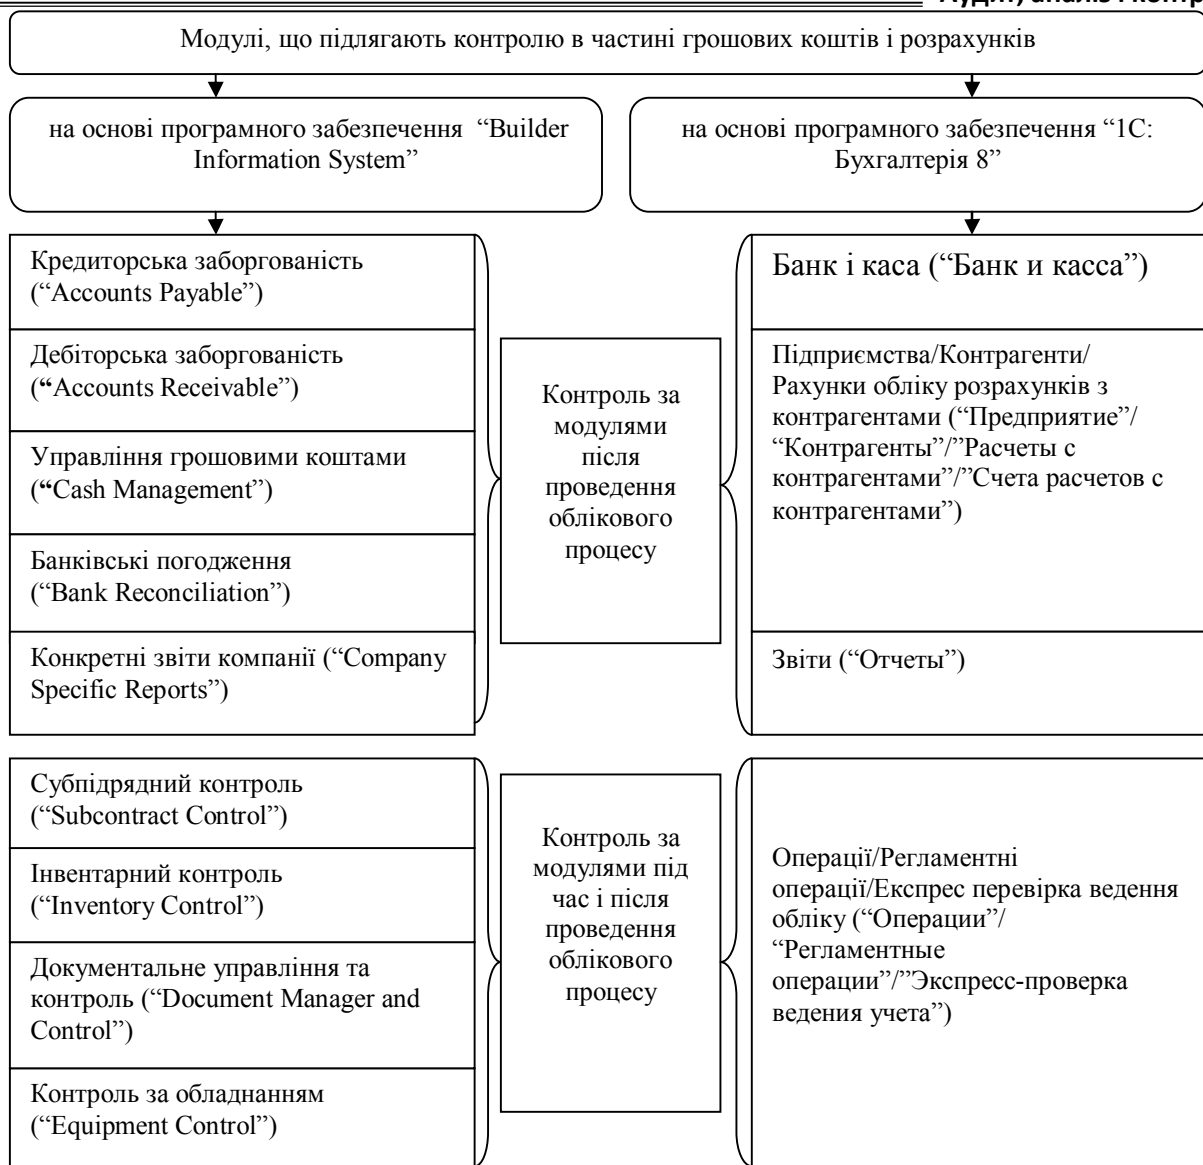 Аудит, аналіз і контр
Модулі, що підлягають контролю в частині грошових коштів і розрахунків
на основі програмного забезпечення “Builder
Information System”
на основі програмного забезпечення “1С:
Бухгалтерія 8”
Кредиторська заборгованість
(“Accounts Payable”)
Дебіторська заборгованість
(“Accounts Receivable”)
Управління грошовими коштами
(“Cash Management”)
Банківські погодження
(“Bank Reconciliation”)
Конкретні звіти компанії (“Company
Specific Reports”)
Контроль за
модулями
після
проведення
облікового
процесу
Банк і каса (“Банк и касса”)
Підприємства/Контрагенти/
Рахунки обліку розрахунків з
контрагентами (“Предприятие”/
“Контрагенты”/”Расчеты с
контрагентами”/”Счета расчетов с
контрагентами”)
Звіти (“Отчеты”)
Субпідрядний контроль
(“Subcontract Control”)
Інвентарний контроль
(“Inventory Control”)
Документальне управління та
контроль (“Document Manager and
Control”)
Контроль за обладнанням
(“Equipment Control”)
Контроль за
модулями під
час і після
проведення
облікового
процесу
Операції/Регламентні
операції/Експрес перевірка ведення
обліку (“Операции”/
“Регламентные
операции”/”Экспресс-проверка
ведения учета”)